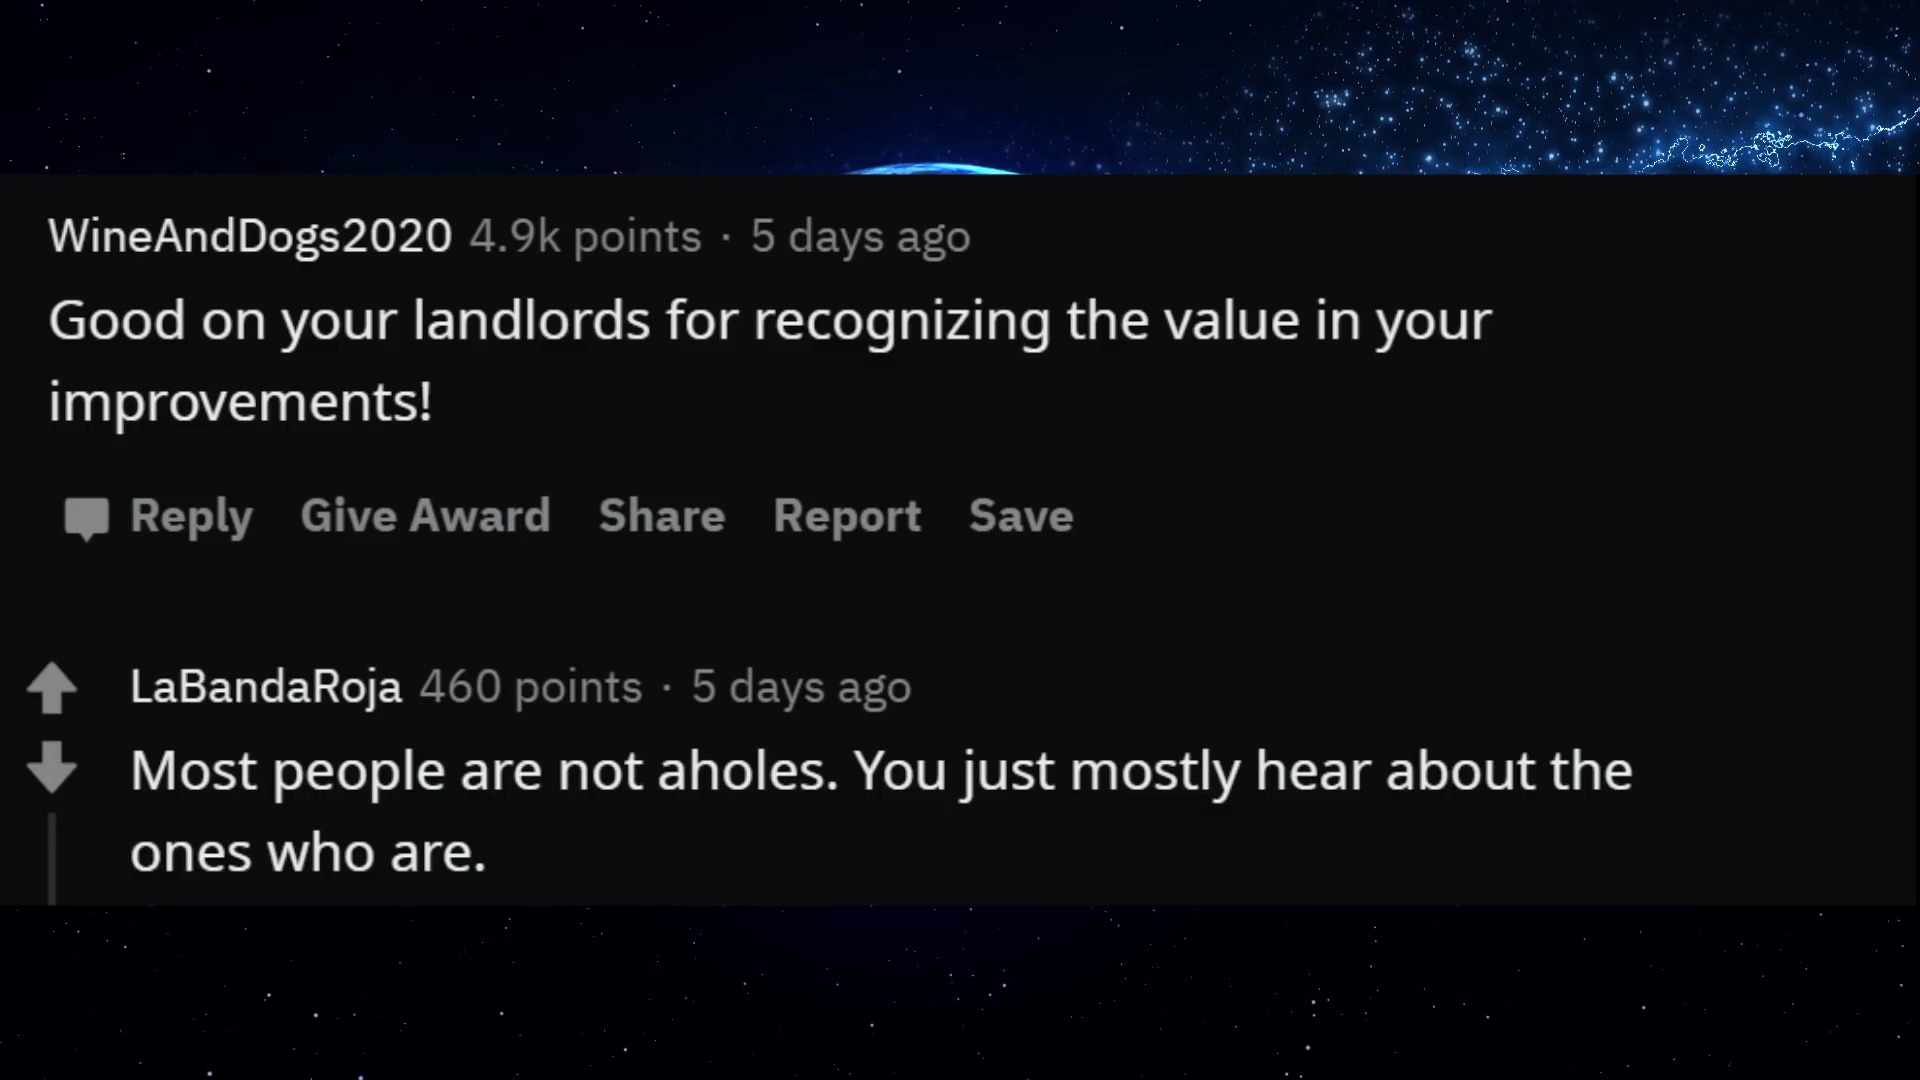 WineAndDogs2020 4.9k points · 5 days ago
Good on your landlords for recognizing the value in your
improvements!
Reply Give Award Share Report Save
LaBandaRoja 460 points · 5 days ago
Most people are not aholes. You just mostly hear about the
ones who are.